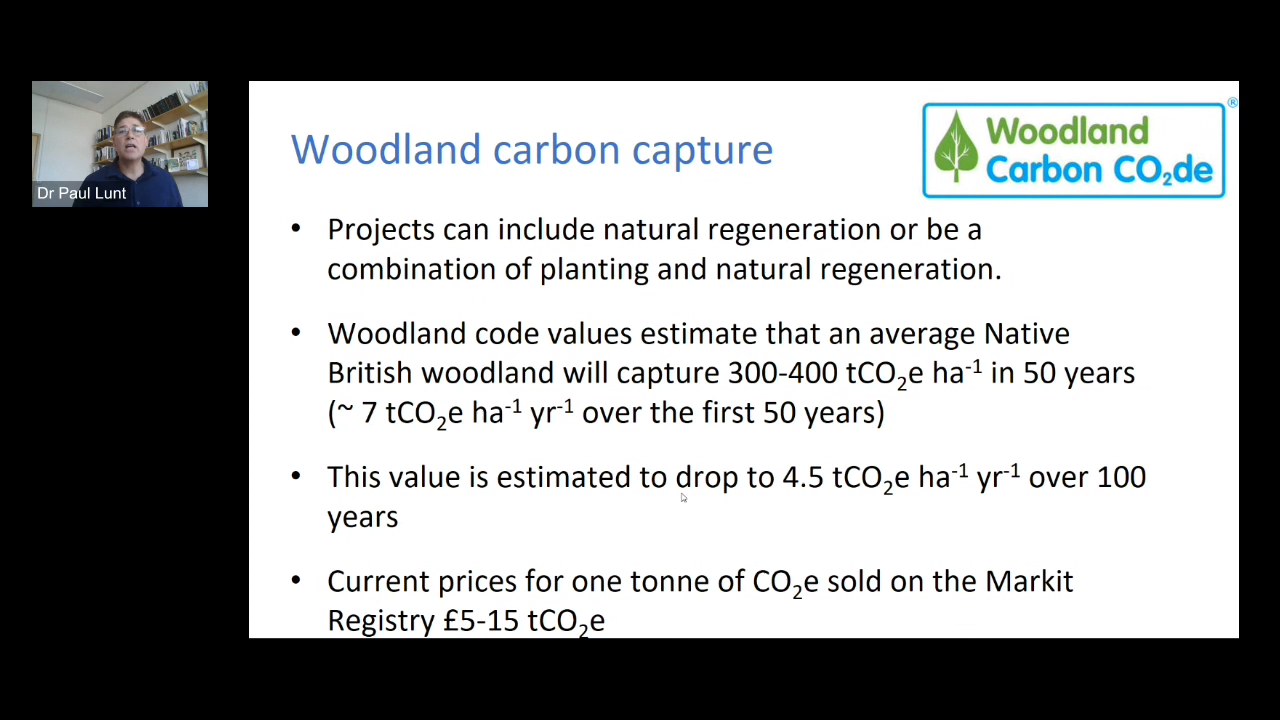 Dr Paul Lunt
Woodland carbon capture
Woodland
Carbon CO₂de
®
• Projects can include natural regeneration or be a
combination of planting and natural regeneration.
• Woodland code values estimate that an average Native
British woodland will capture 300-400 tCO₂e ha⁻¹ in 50 years
(~ 7 tCO₂e ha⁻¹ yr⁻¹ over the first 50 years)
• This value is estimated to drop to 4.5 tCO₂e ha⁻¹ yr⁻¹ over 100
years
• Current prices for one tonne of CO₂e sold on the Markit
Registry £5-15 tCO₂e